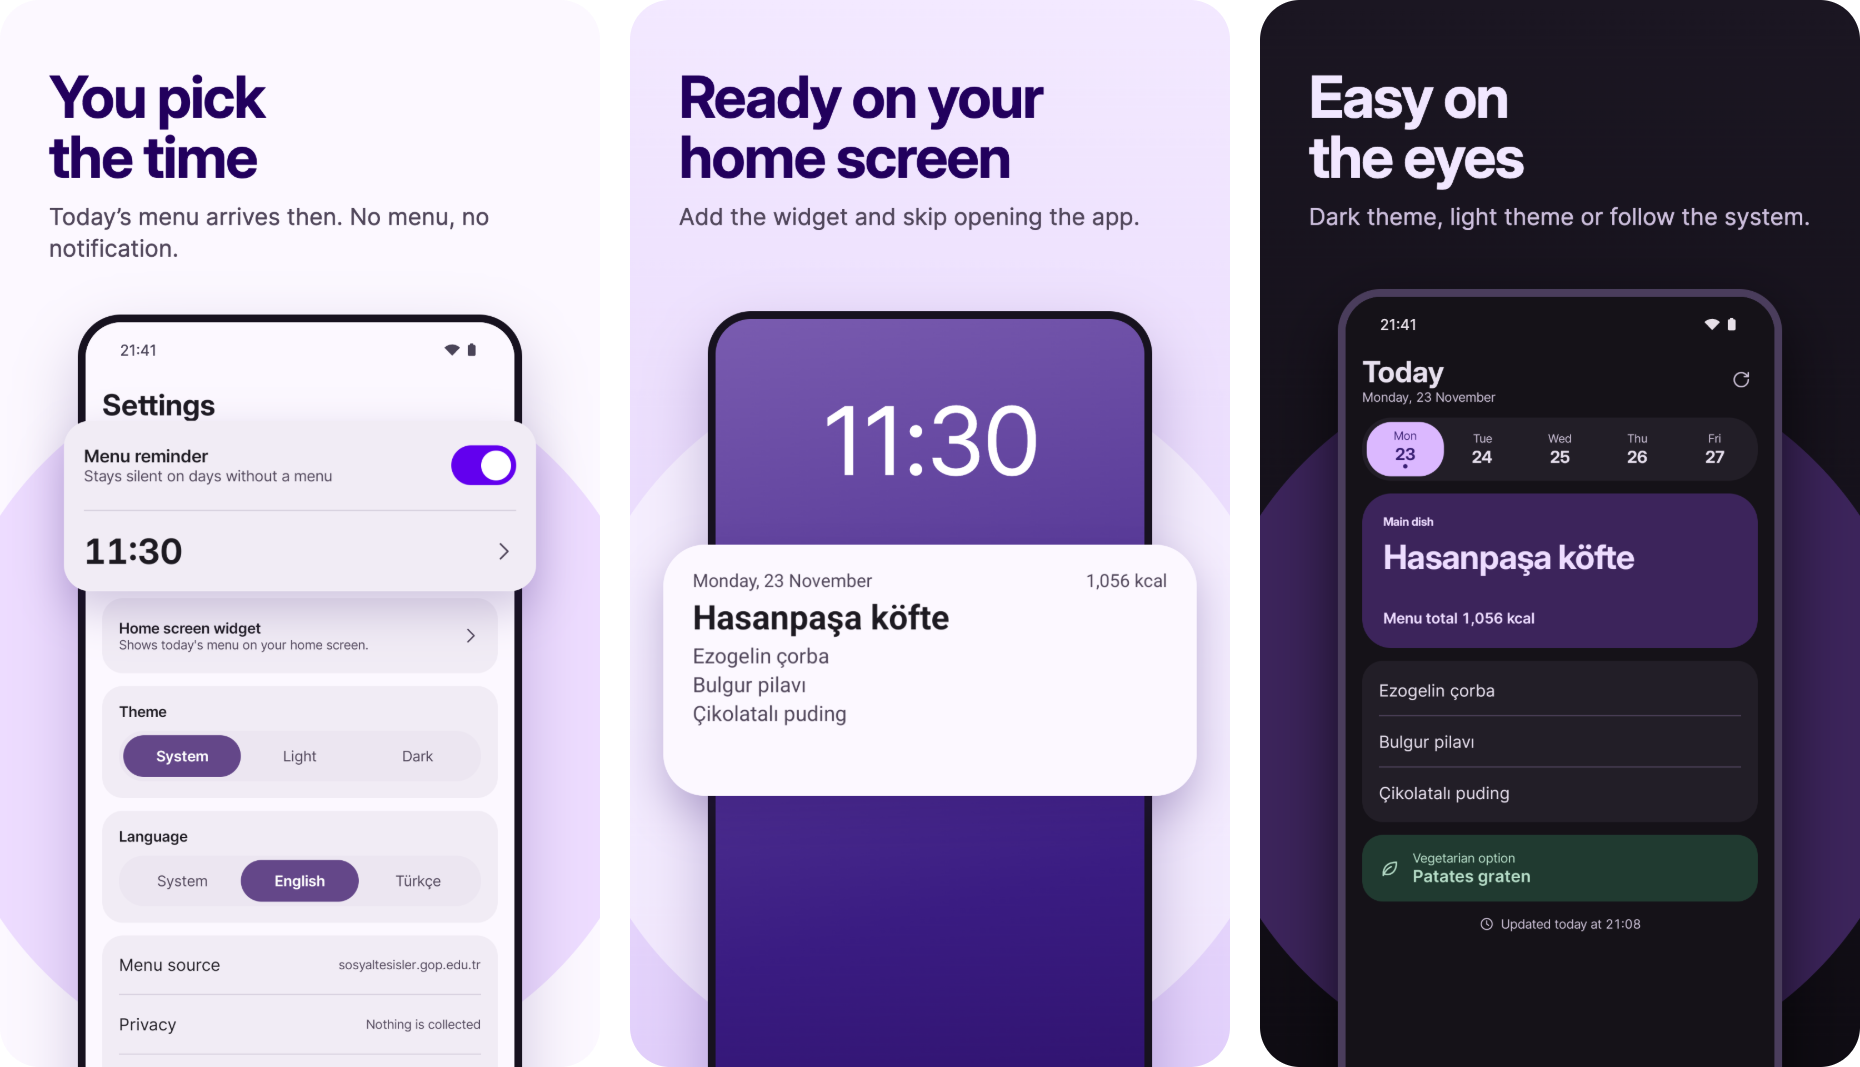 You pick
the time
Today's menu arrives then. No menu, no
notification.
21:41
Settings
Menu reminder
Stays silent on days without a menu
11:30
Home screen widget
Shows today's menu on your home screen.
Theme
System Light Dark
Language
System English Türkçe
Menu source sosyaltesisler.gop.edu.tr
Privacy Nothing is collected
Ready on your
home screen
Add the widget and skip opening the app.
11:30
Monday, 23 November 1,056 kcal
Hasanpaşa köfte
Ezogelin çorba
Bulgur pilavı
Çikolatalı puding
Easy on
the eyes
Dark theme, light theme or follow the system.
21:41
Today
Monday, 23 November
Mon Tue Wed Thu Fri
23 24 25 26 27
Main dish
Hasanpaşa köfte
Menu total 1,056 kcal
Ezogelin çorba
Bulgur pilavı
Çikolatalı puding
Vegetarian option
Patates graten
Updated today at 21:08